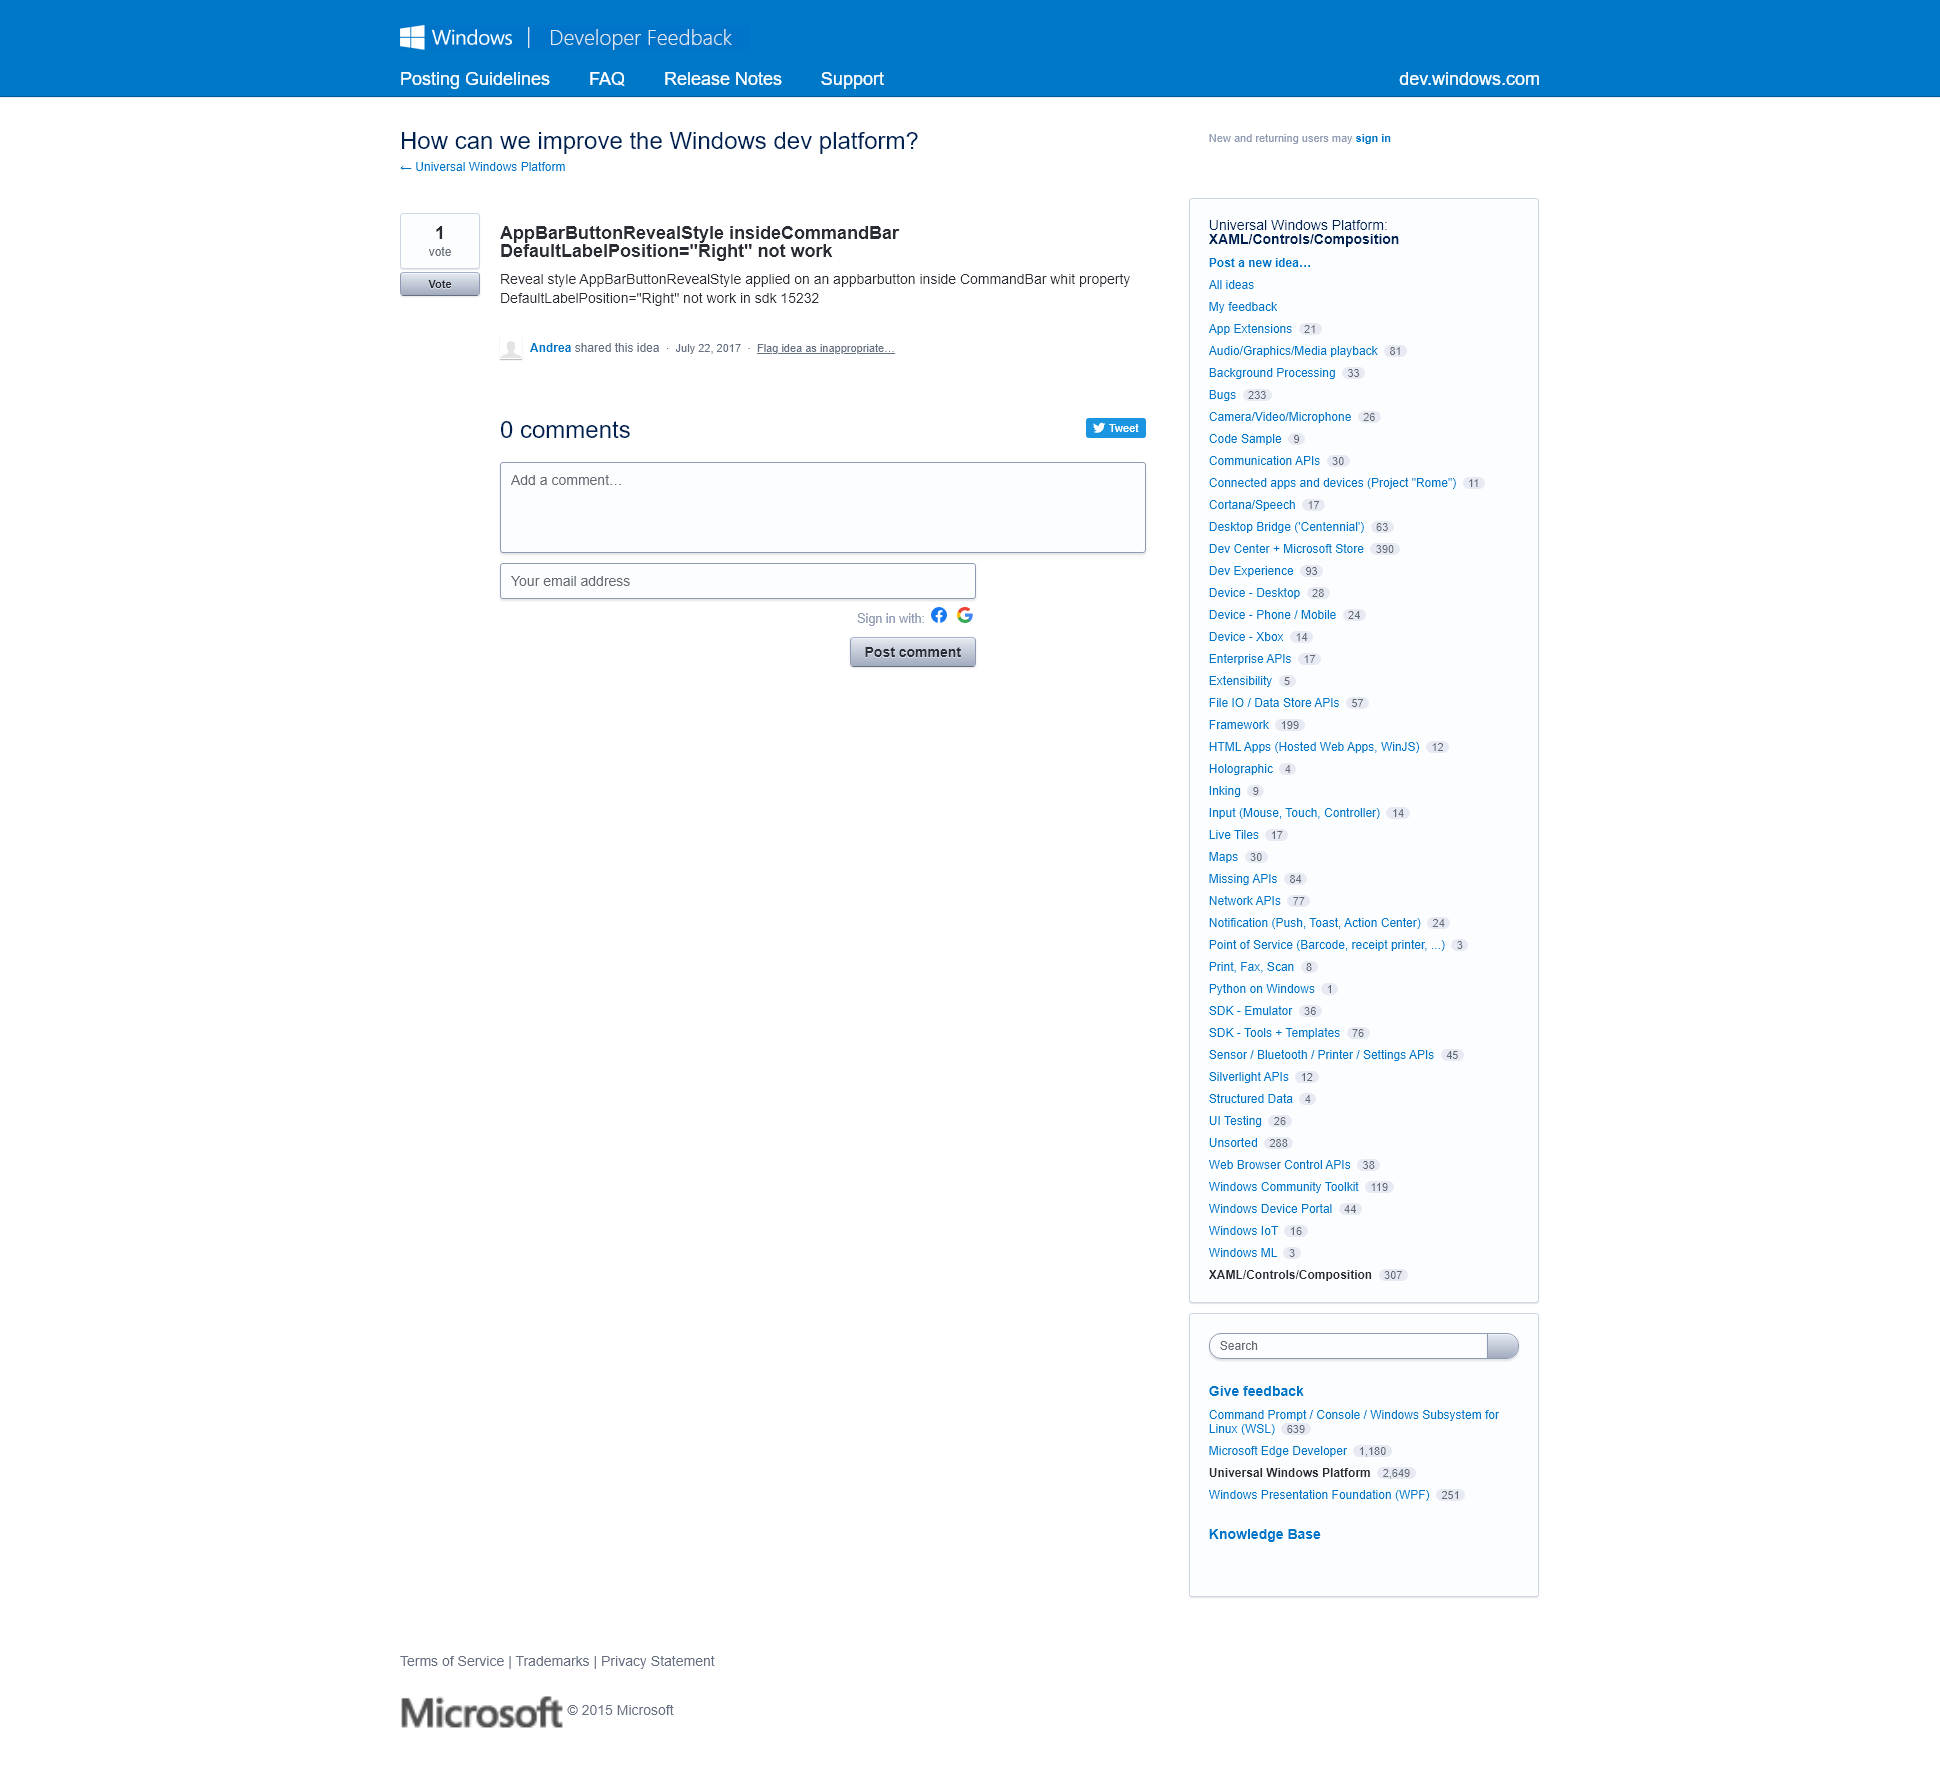 Windows | Developer Feedback
Posting Guidelines FAQ Release Notes Support dev.windows.com
How can we improve the Windows dev platform?
← Universal Windows Platform
New and returning users may sign in
1
vote
Vote
AppBarButtonRevealStyle insideCommandBar
DefaultLabelPosition="Right" not work
Reveal style AppBarButtonRevealStyle applied on an appbarbutton inside CommandBar whit property
DefaultLabelPosition="Right" not work in sdk 15232
Andrea shared this idea · July 22, 2017 · Flag idea as inappropriate…
0 comments
Tweet
Add a comment…
Your email address
Sign in with:
Post comment
Universal Windows Platform:
XAML/Controls/Composition
Post a new idea…
All ideas
My feedback
App Extensions 21
Audio/Graphics/Media playback 81
Background Processing 33
Bugs 233
Camera/Video/Microphone 26
Code Sample 9
Communication APIs 30
Connected apps and devices (Project "Rome") 11
Cortana/Speech 17
Desktop Bridge ('Centennial') 63
Dev Center + Microsoft Store 390
Dev Experience 93
Device - Desktop 28
Device - Phone / Mobile 24
Device - Xbox 14
Enterprise APIs 17
Extensibility 5
File IO / Data Store APIs 57
Framework 199
HTML Apps (Hosted Web Apps, WinJS) 12
Holographic 4
Inking 9
Input (Mouse, Touch, Controller) 14
Live Tiles 17
Maps 30
Missing APIs 84
Network APIs 77
Notification (Push, Toast, Action Center) 24
Point of Service (Barcode, receipt printer, ...) 3
Print, Fax, Scan 8
Python on Windows 1
SDK - Emulator 36
SDK - Tools + Templates 76
Sensor / Bluetooth / Printer / Settings APIs 45
Silverlight APIs 12
Structured Data 4
UI Testing 26
Unsorted 288
Web Browser Control APIs 38
Windows Community Toolkit 119
Windows Device Portal 44
Windows IoT 16
Windows ML 3
XAML/Controls/Composition 307
Search
Give feedback
Command Prompt / Console / Windows Subsystem for
Linux (WSL) 639
Microsoft Edge Developer 1,180
Universal Windows Platform 2,649
Windows Presentation Foundation (WPF) 251
Knowledge Base
Terms of Service | Trademarks | Privacy Statement
Microsoft © 2015 Microsoft